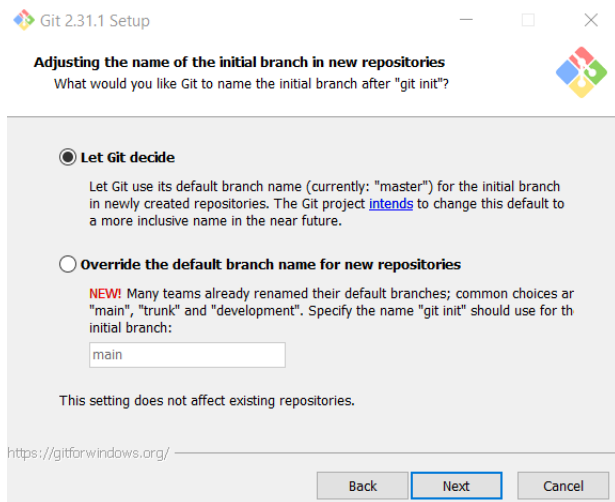 Git 2.31.1 Setup
Adjusting the name of the initial branch in new repositories
What would you like Git to name the initial branch after "git init"?
Let Git decide
Let Git use its default branch name (currently: "master") for the initial branch
in newly created repositories. The Git project intends to change this default to
a more inclusive name in the near future.
Override the default branch name for new repositories
NEW! Many teams already renamed their default branches; common choices ar
"main", "trunk" and "development". Specify the name "git init" should use for th
initial branch:
main
This setting does not affect existing repositories.
https://gitforwindows.org/
Back Next Cancel